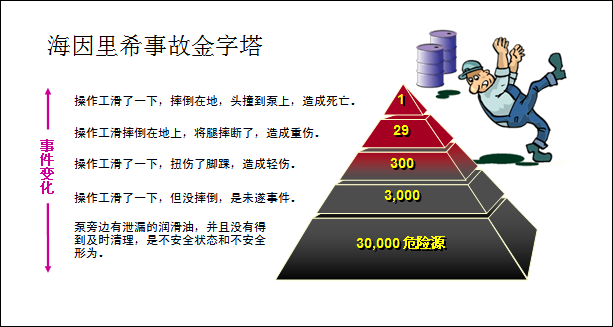 海因里希事故金字塔
操作工滑了一下，摔倒在地，头撞到泵上，造成死亡。
操作工滑摔倒在地上，将腿摔断了，造成重伤。
操作工滑了一下，扭伤了脚踝，造成轻伤。
操作工滑了一下，但没摔倒，是未遂事件。
泵旁边有泄漏的润滑油，并且没有得
到及时清理，是不安全状态和不安全
形为。
事件变化
1
29
300
3,000
30,000 危险源